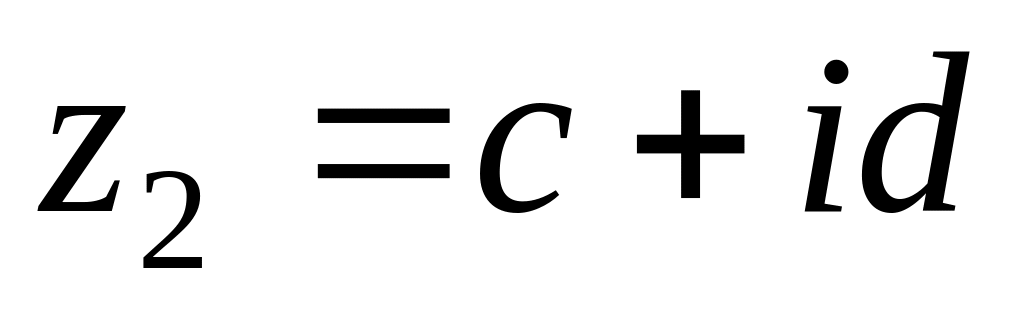 z₂ = c + id